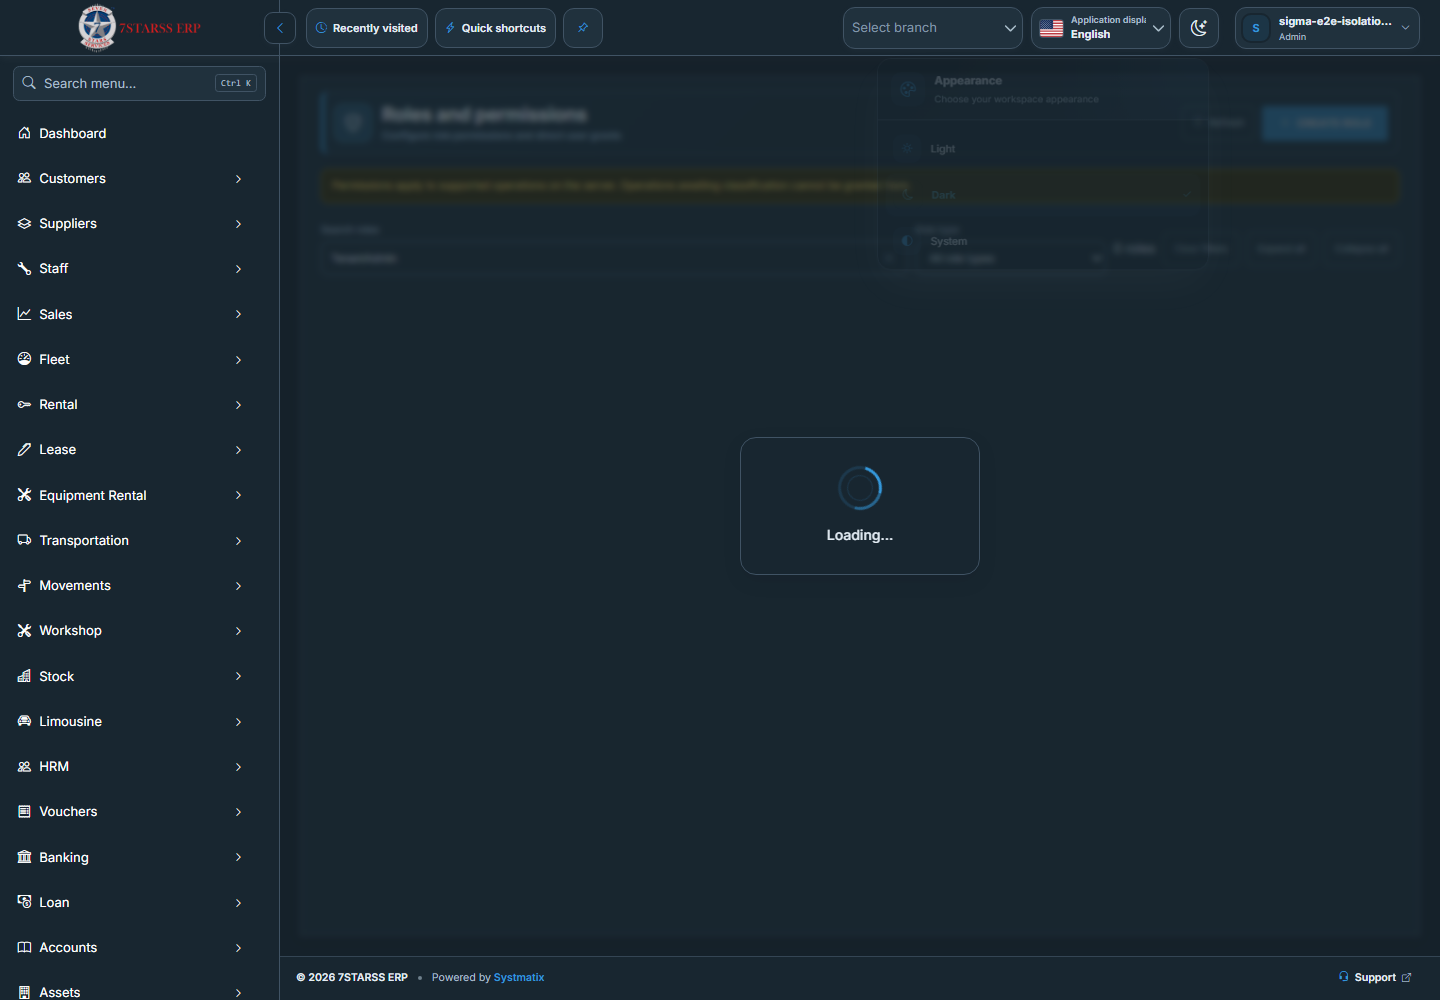 7STARSS ERP
Recently visited
Quick shortcuts
Select branch
Application displ
English
sigma-e2e-isolatio...
S
Admin
Search menu...
Ctrl K
Dashboard
Customers
Suppliers
Staff
Sales
Fleet
Rental
Lease
Equipment Rental
Transportation
Movements
Workshop
Stock
Limousine
HRM
Vouchers
Banking
Loan
Accounts
Assets
Appearance
Choose your workspace appearance
Light
Dark
System
Roles and permissions
Loading...
© 2026 7STARSS ERP
Powered by Systmatix
Support